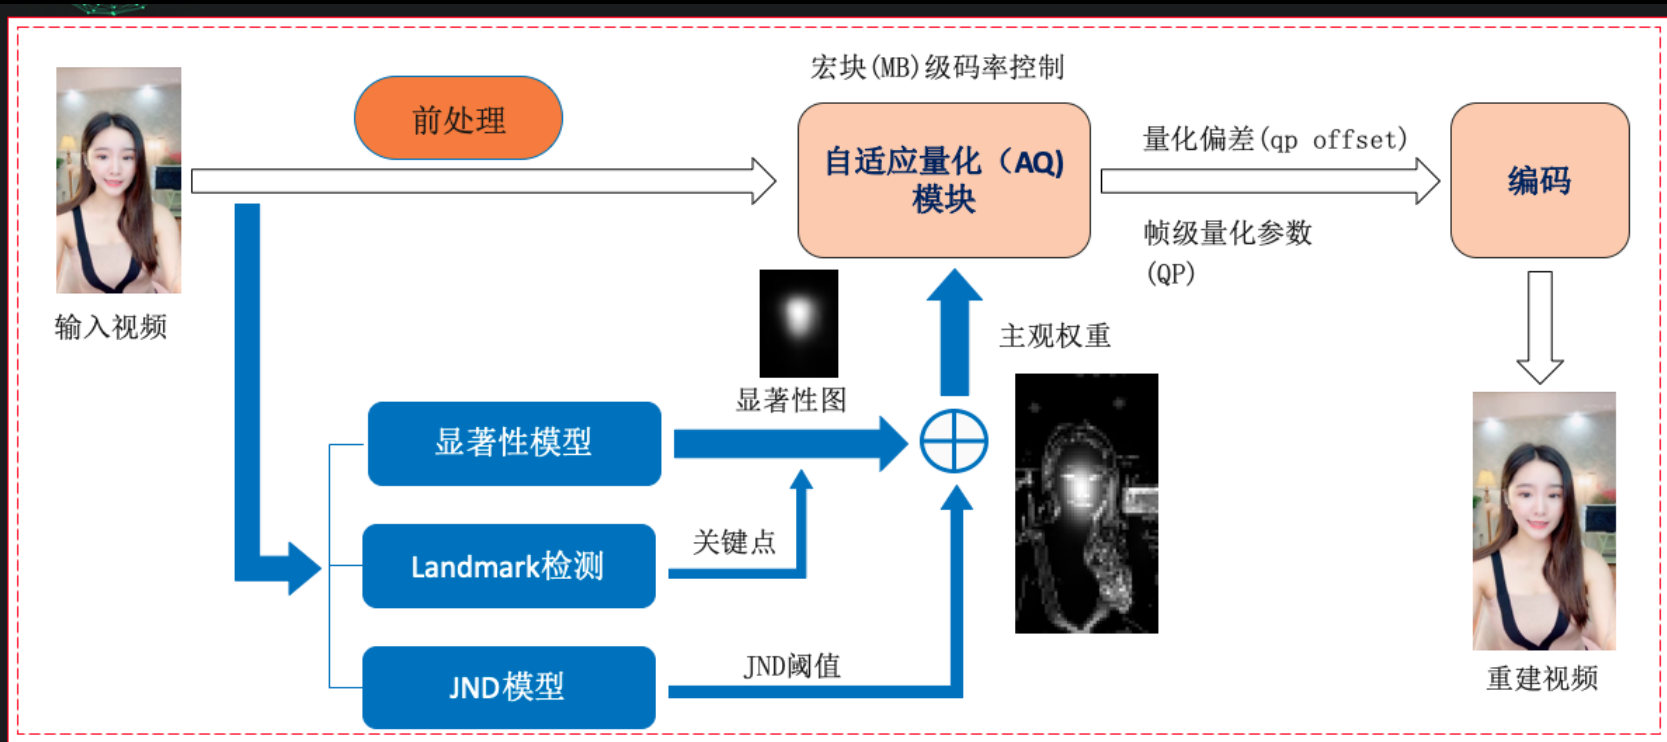 宏块(MB)级码率控制
前处理
自适应量化（AQ)
模块
量化偏差(qp offset)
编码
帧级量化参数
(QP)
输入视频
主观权重
显著性图
显著性模型
关键点
Landmark检测
JND阈值
JND模型
重建视频